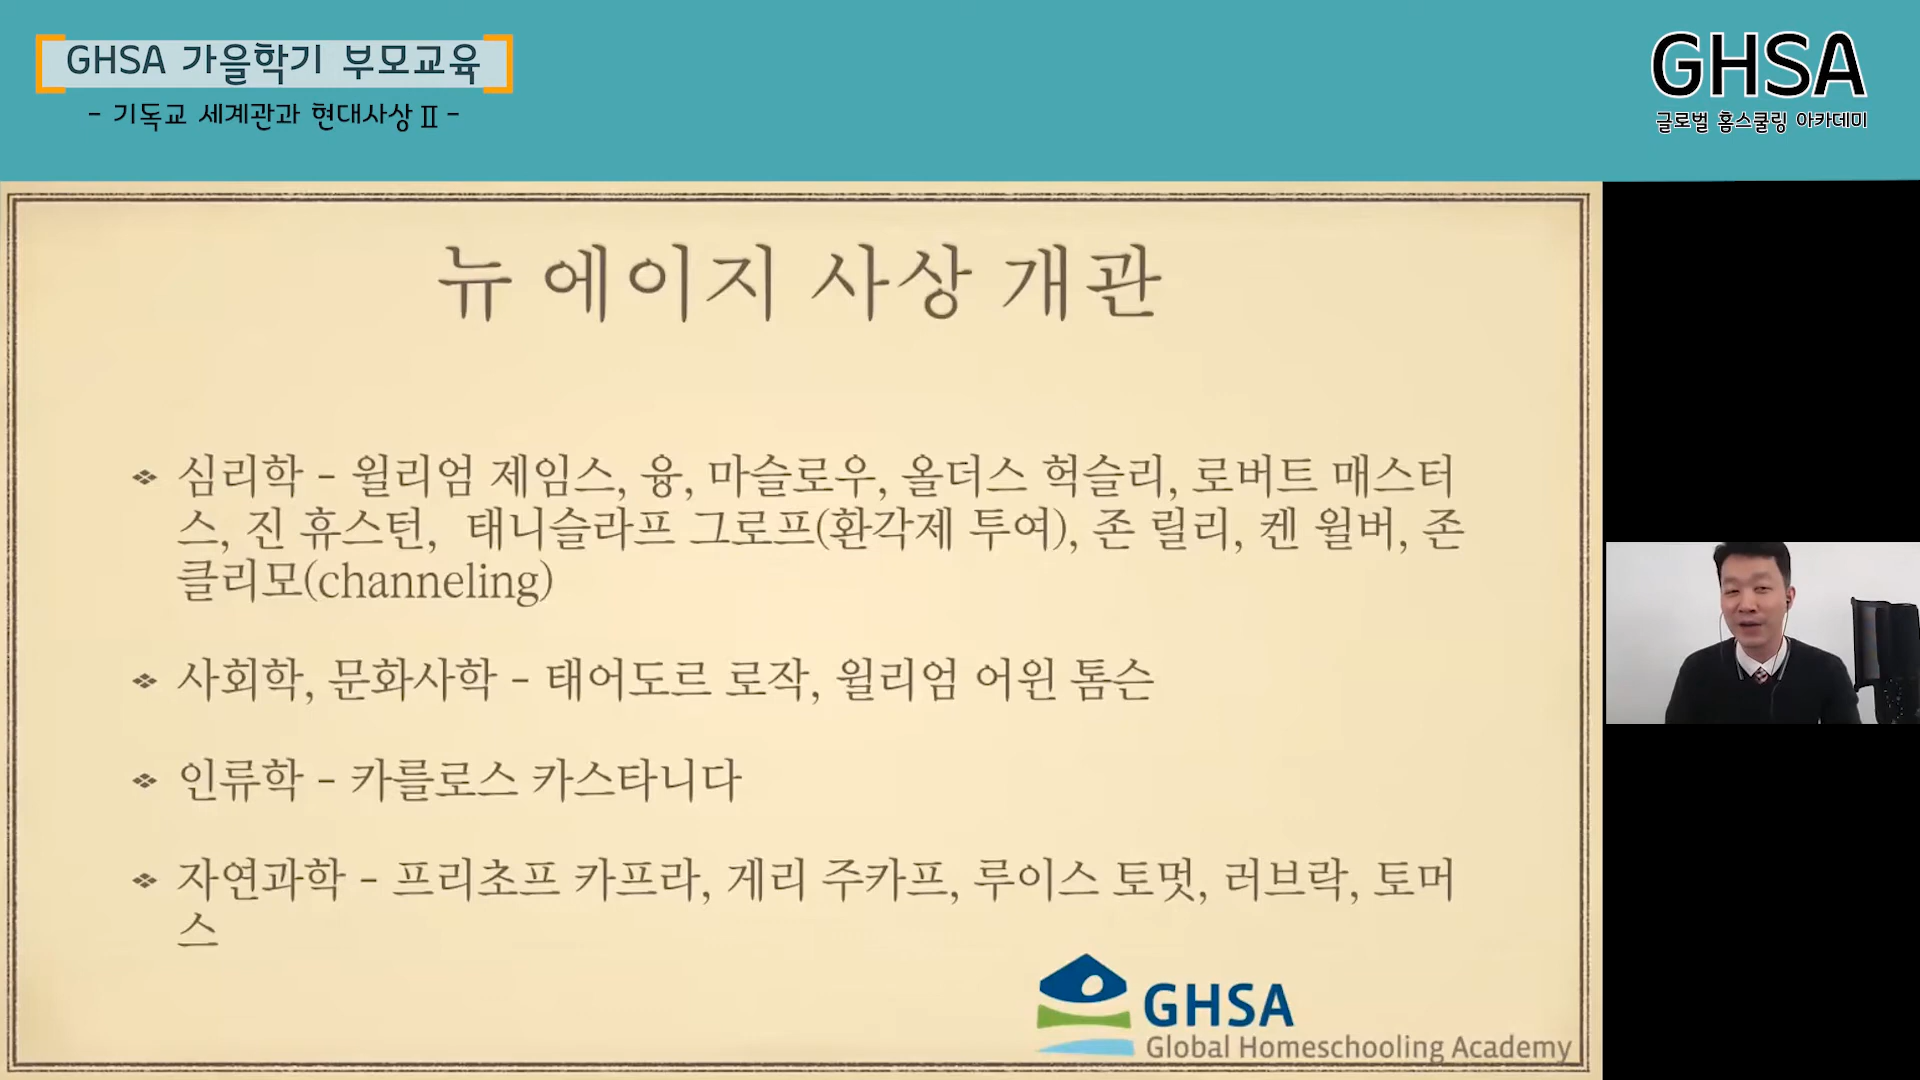 GHSA 가을학기 부모교육
- 기독교 세계관과 현대사상 Ⅱ -
GHSA
글로벌 홈스쿨링 아카데미
뉴 에이지 사상 개관
❖ 심리학 - 윌리엄 제임스, 융, 마슬로우, 올더스 헉슬리, 로버트 매스터
스, 진 휴스턴, 태니슬라프 그로프(환각제 투여), 존 릴리, 켄 윌버, 존
클리모(channeling)
❖ 사회학, 문화사학 - 태어도르 로작, 윌리엄 어윈 톰슨
❖ 인류학 - 카를로스 카스타니다
❖ 자연과학 - 프리초프 카프라, 게리 주카프, 루이스 토멋, 러브락, 토머
스
GHSA
Global Homeschooling Academy